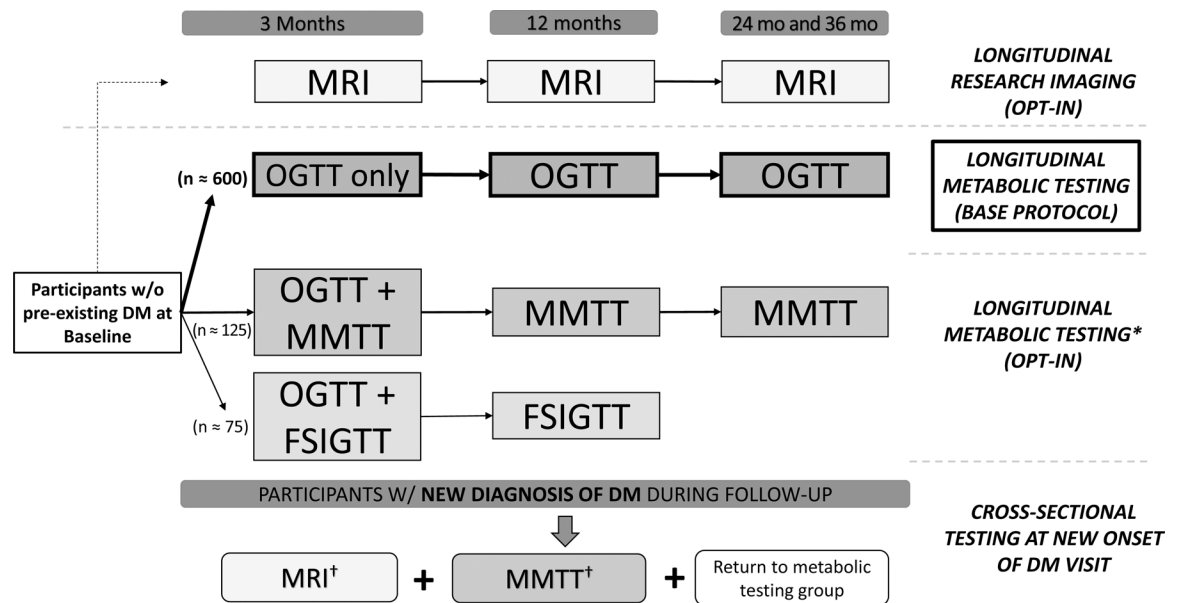 3 Months
12 months
24 mo and 36 mo
MRI
MRI
MRI
LONGITUDINAL
RESEARCH IMAGING
(OPT-IN)
(n ≈ 600)
OGTT only
OGTT
OGTT
LONGITUDINAL
METABOLIC TESTING
(BASE PROTOCOL)
Participants w/o
pre-existing DM at
Baseline
(n ≈ 125)
OGTT +
MMTT
MMTT
MMTT
LONGITUDINAL
METABOLIC TESTING*
(OPT-IN)
(n ≈ 75)
OGTT +
FSIGTT
FSIGTT
PARTICIPANTS W/ NEW DIAGNOSIS OF DM DURING FOLLOW-UP
CROSS-SECTIONAL
TESTING AT NEW ONSET
OF DM VISIT
MRI†
+
MMTT†
+
Return to metabolic
testing group